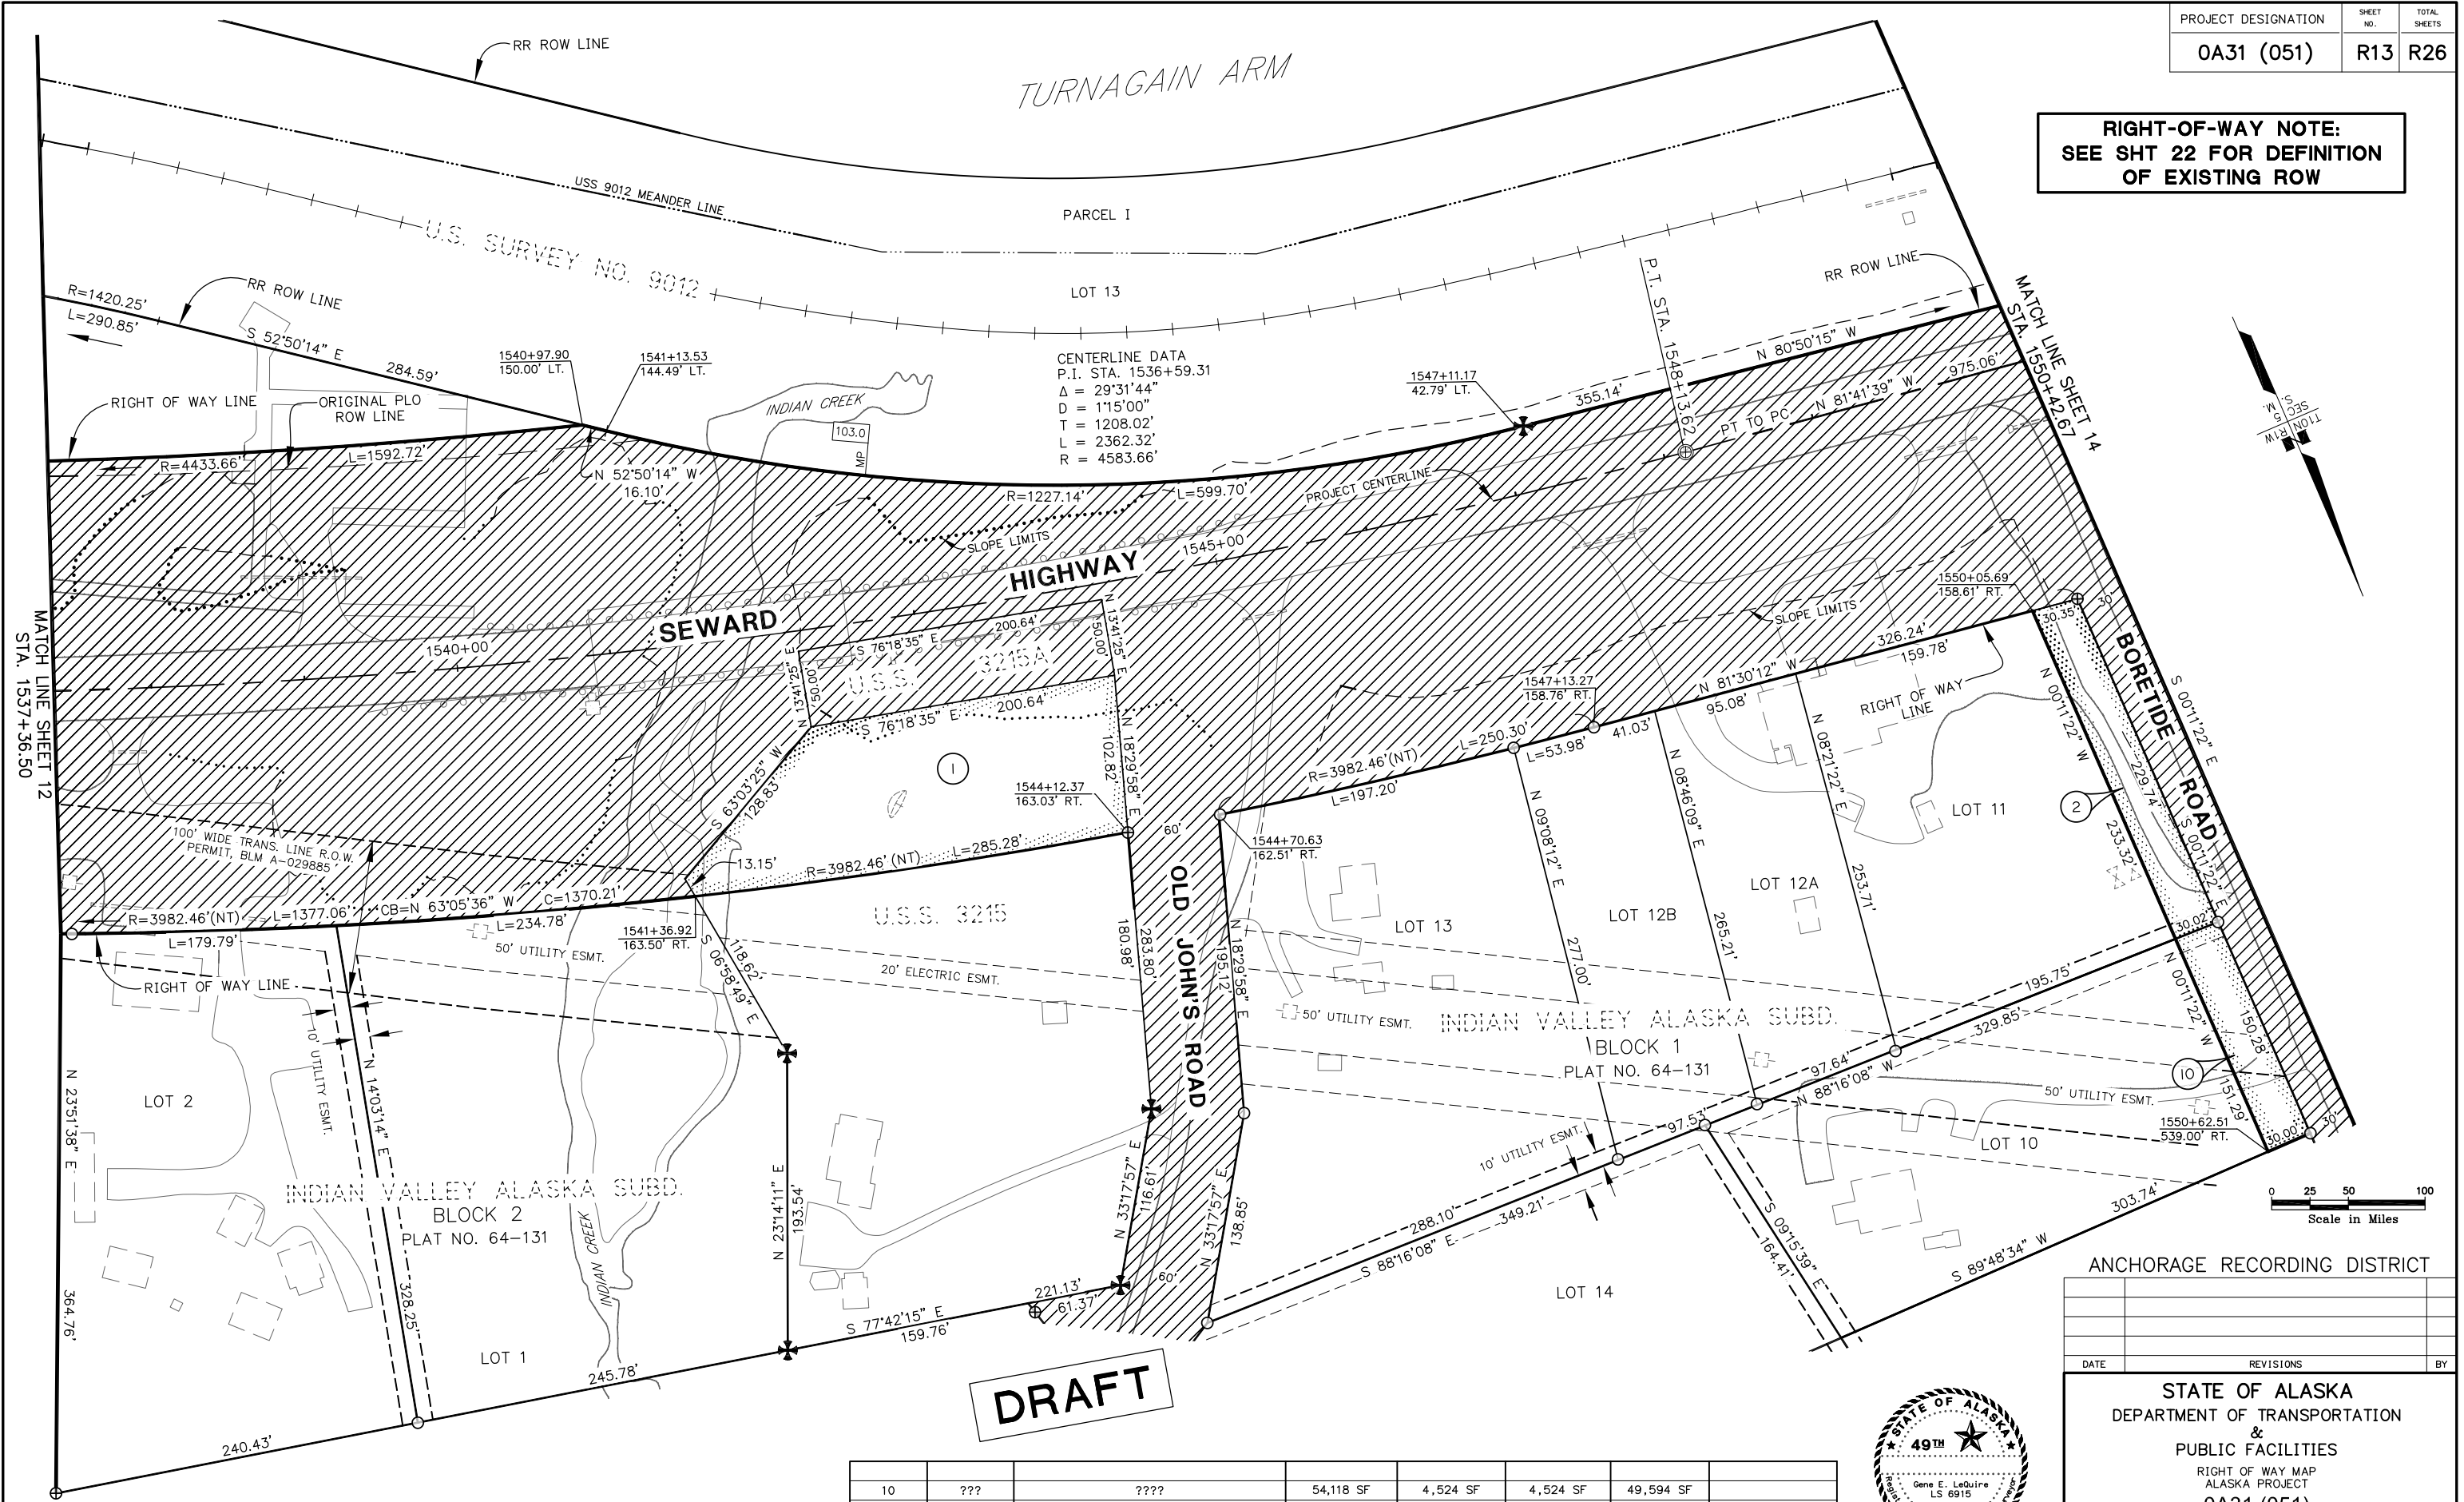 PROJECT DESIGNATION
SHEET NO.
TOTAL SHEETS
0A31 (051)
R13
R26
RIGHT-OF-WAY NOTE:
SEE SHT 22 FOR DEFINITION
OF EXISTING ROW
RR ROW LINE
TURNAGAIN ARM
USS 9012 MEANDER LINE
PARCEL I
U.S. SURVEY NO. 9012
LOT 13
RR ROW LINE
R=1420.25'
L=290.85'
RR ROW LINE
S 52°50'14" E
284.59'
1540+97.90
150.00' LT.
1541+13.53
144.49' LT.
CENTERLINE DATA
P.I. STA. 1536+59.31
Δ = 29°31'44"
D = 1°15'00"
T = 1208.02'
L = 2362.32'
R = 4583.66'
1547+11.17
42.79' LT.
P.T. STA. 1548+13.62
N 80°50'15" W
355.14'
MATCH LINE SHEET 14
STA. 1550+42.67
PT TO PC
N 81°41'39" W
975.06'
SECTION 5
R1W
S.M.
RIGHT OF WAY LINE
ORIGINAL PLO
ROW LINE
INDIAN CREEK
103.0
MP
R=4433.66'
L=1592.72'
N 52°50'14" W
16.10'
R=1227.14'
L=599.70'
PROJECT CENTERLINE
SLOPE LIMITS
1545+00
SEWARD
HIGHWAY
1540+00
S 76°18'35" E
200.64'
N 13°41'25" E
50.00'
N 13°41'25" E
50.00'
U.S.S. 3215A
S 76°18'35" E
200.64'
MATCH LINE SHEET 12
STA. 1537+36.50
1550+05.69
158.61' RT.
SLOPE LIMITS
30.35'
30'
326.24'
159.78'
N 81°30'12" W
95.08'
1547+13.27
158.76' RT.
41.03'
L=53.98'
L=250.30'
R=3982.46'(NT)
L=197.20'
RIGHT OF WAY
LINE
BORETIDE
ROAD
N 00°11'22" W
S 00°11'22" E
229.74'
S 00°11'22" E
233.32'
2
1
N 18°29'58" E
102.82'
1544+12.37
163.03' RT.
60'
S 63°03'25" W
128.83'
13.15'
R=3982.46' (NT)
L=285.28'
100' WIDE TRANS. LINE R.O.W.
PERMIT, BLM A-029885
R=3982.46'(NT)
L=1377.06'
CB=N 63°05'36" W
C=1370.21'
L=234.78'
L=179.79'
1541+36.92
163.50' RT.
1544+70.63
162.51' RT.
OLD JOHN'S ROAD
U.S.S. 3215
50' UTILITY ESMT.
20' ELECTRIC ESMT.
118.62'
S 06°58'49" E
180.98'
283.80'
N 18°29'58" E
195.12'
LOT 13
N 09°08'12" E
277.00'
LOT 12B
N 08°46'09" E
265.21'
LOT 12A
N 08°21'22" E
253.71'
LOT 11
30.02'
RIGHT OF WAY LINE
10' UTILITY ESMT.
LOT 2
N 23°51'38" E
364.76'
N 14°03'14" E
328.25'
INDIAN VALLEY ALASKA SUBD.
BLOCK 2
PLAT NO. 64-131
INDIAN CREEK
N 23°14'11" E
193.54'
50' UTILITY ESMT.
INDIAN VALLEY ALASKA SUBD.
BLOCK 1
PLAT NO. 64-131
195.75'
329.85'
97.64'
N 88°16'08" W
97.53'
N 00°11'22" W
150.28'
151.29'
10
50' UTILITY ESMT.
1550+62.51
539.00' RT.
30.00'
30'
LOT 10
10' UTILITY ESMT.
N 33°17'57" E
116.61'
N 33°17'57" E
138.85'
60'
288.10'
349.21'
S 88°16'08" E
S 09°15'39" E
164.41'
303.74'
S 89°48'34" W
LOT 14
221.13'
61.37'
S 77°42'15" E
159.76'
LOT 1
245.78'
240.43'
DRAFT
0 25 50 100
Scale in Miles
ANCHORAGE RECORDING DISTRICT
DATE
REVISIONS
BY
STATE OF ALASKA
DEPARTMENT OF TRANSPORTATION
&
PUBLIC FACILITIES
RIGHT OF WAY MAP
ALASKA PROJECT
0A31 (051)
STATE OF ALASKA
49TH
Gene E. LeQuire
LS 6915
10 ??? ???? 54,118 SF 4,524 SF 4,524 SF 49,594 SF